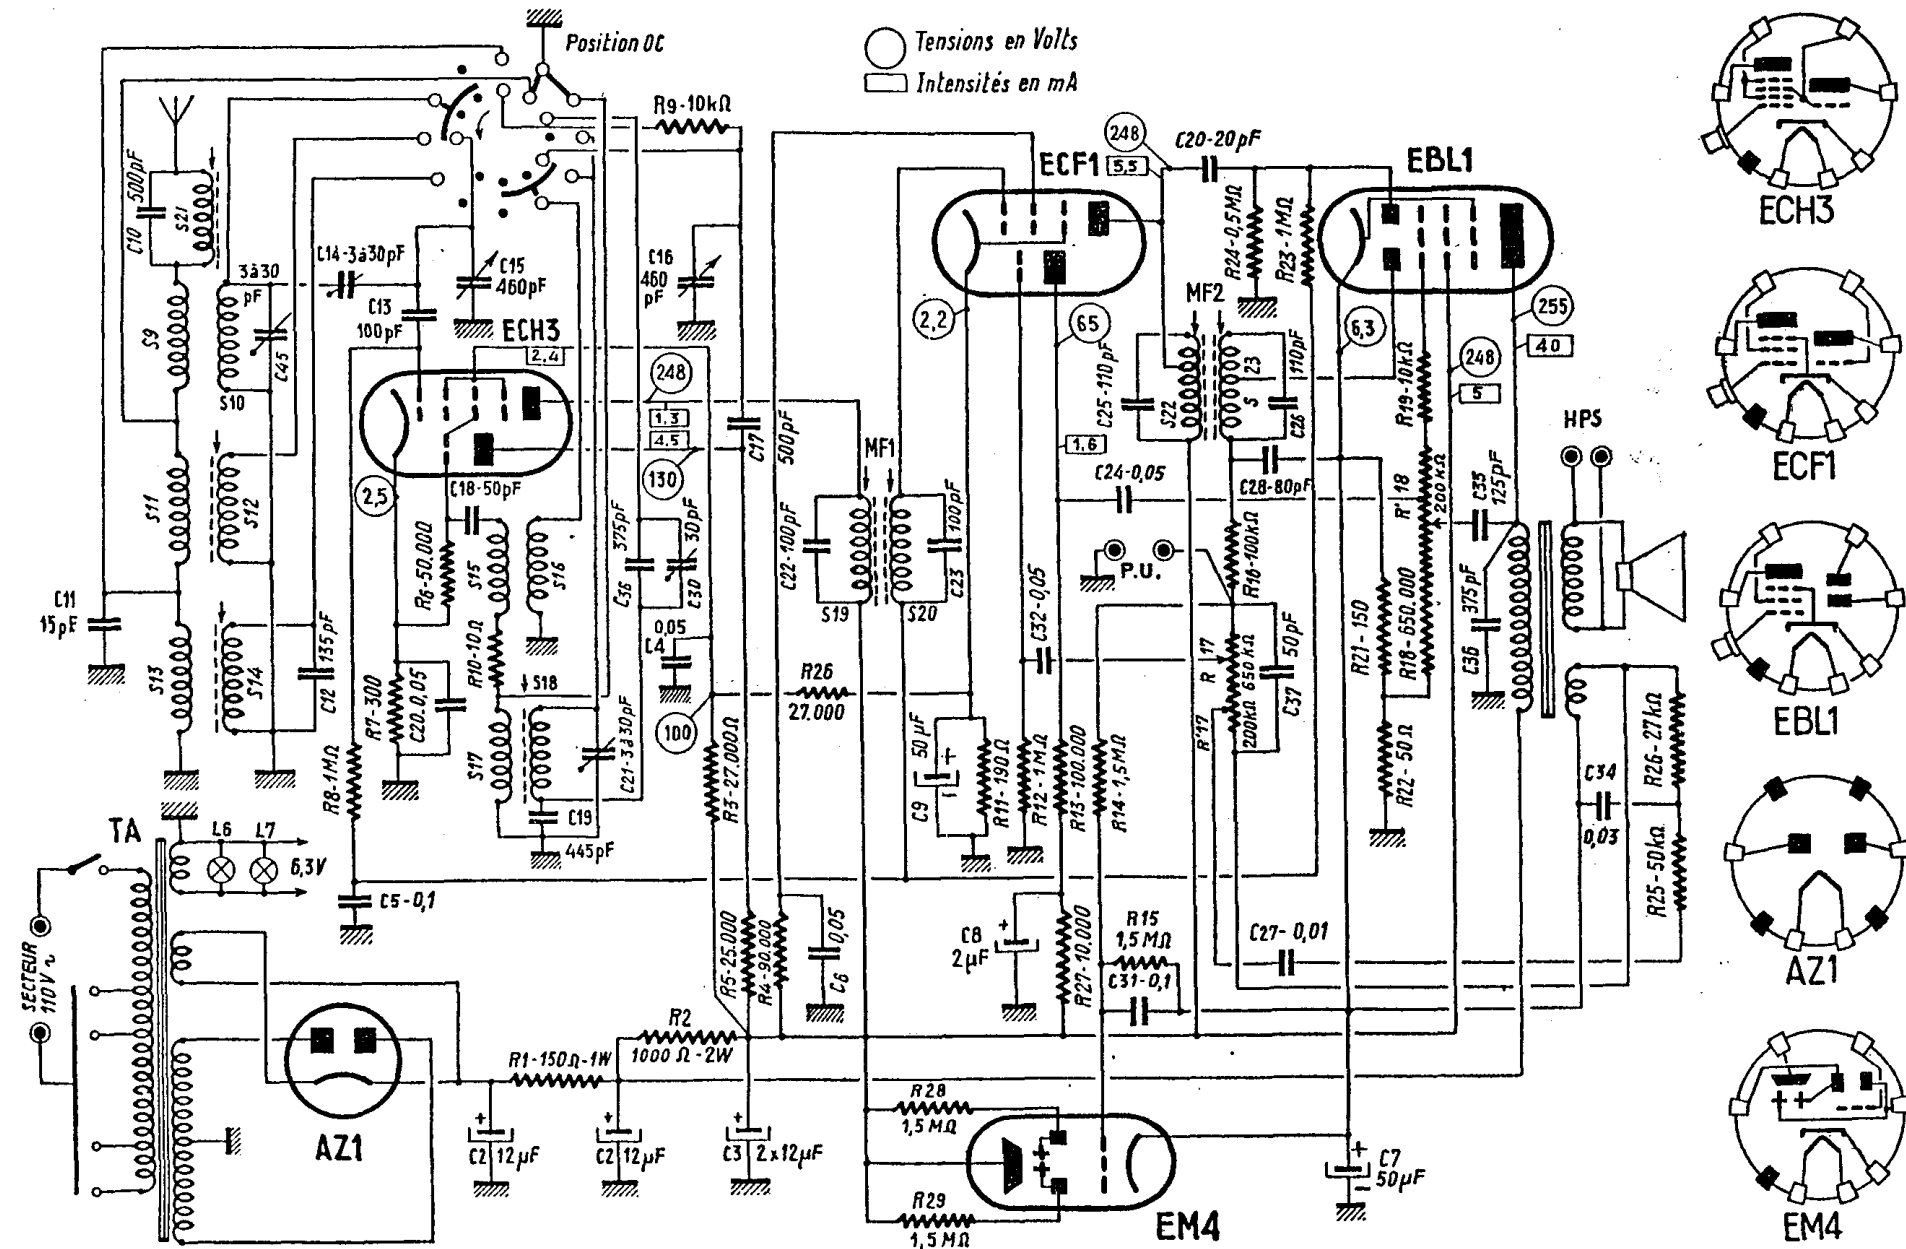 Position OC
Tensions en Volts
Intensités en mA
R9-10kΩ
248
5,5
C20-20pF
ECF1
EBL1
ECH3
C10 500pF
S21
3à30 pF
C14-3à30pF
C15 460pF
C16 460 pF
C13 100pF
R24-0,5MΩ
R23-1MΩ
MF2
ECH3
2,4
2,2
65
6,3
255
40
248
5
S9
S10
C45
248
1,3
4,5
130
C17 500pF
C25-110pF
S22
S 23
110pF
C26
R19-10kΩ
HPS
ECF1
2,5
C18-50pF
MF1
1,6
C24-0,05
C28-80pF
R'18 200kΩ
C35 125pF
S11
S12
R6-50.000
S15
S16
C36 375pF
C30 30pF
C22-100pF
C23 100pF
P.U.
R16-100kΩ
C11 15pF
S13
S14
C12 135pF
R10-10Ω
0,05 C4
S19
S20
C32-0,05
R 17 650kΩ
50pF C37
R21-150
R18-650.000
C36 375pF
EBL1
R7-300
C20-0,05
S18
S17
C21-3à30pF
R26 27.000
100
R'17 200kΩ
R8-1MΩ
C19 445pF
R3-27.000Ω
C9 50µF
R11-190Ω
R12-1MΩ
R13-100.000
R14-1,5MΩ
R22-50Ω
C34 0,03
R26-27kΩ
R25-50kΩ
TA
L6
L7
6,3V
C5-0,1
R5-25.000
R4-90.000
C6 0,05
C8 2µF
R27-10.000
R15 1,5MΩ
C31-0,1
C27-0,01
AZ1
SECTEUR 110V~
R2 1000Ω-2W
R1-150Ω-1W
AZ1
C2 12µF
C2 12µF
C3 2x12µF
R28 1,5MΩ
R29 1,5MΩ
EM4
C7 50µF
EM4